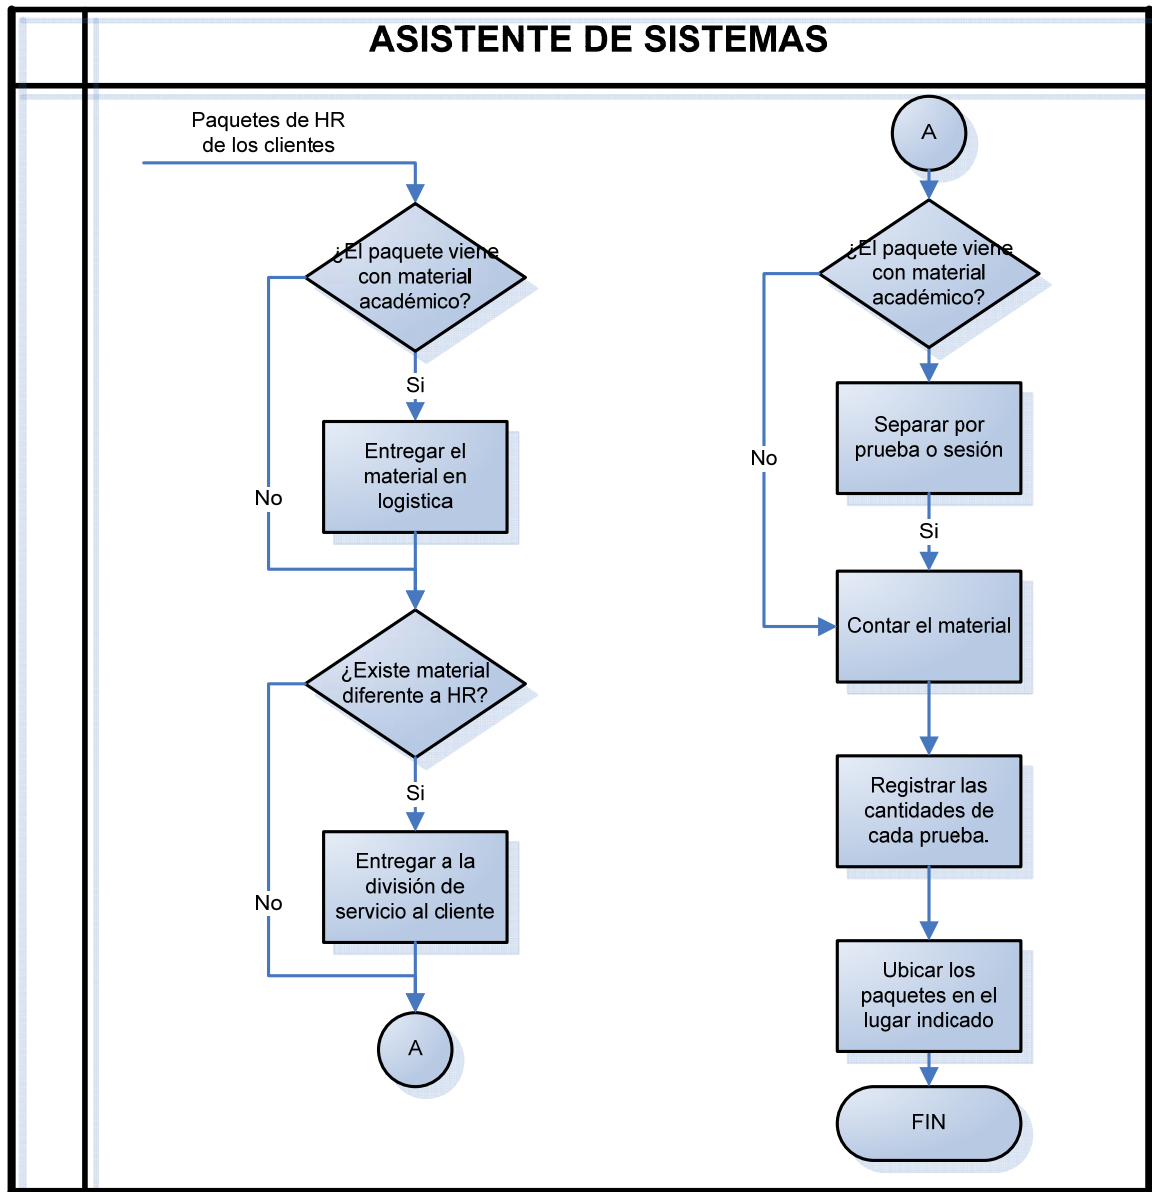 ASISTENTE DE SISTEMAS
Paquetes de HR
de los clientes
¿El paquete viene
con material
académico?
Si
Entregar el
material en
logistica
No
¿Existe material
diferente a HR?
Si
Entregar a la
división de
servicio al cliente
No
A
A
¿El paquete viene
con material
académico?
Separar por
prueba o sesión
No
Si
Contar el material
Registrar las
cantidades de
cada prueba.
Ubicar los
paquetes en el
lugar indicado
FIN